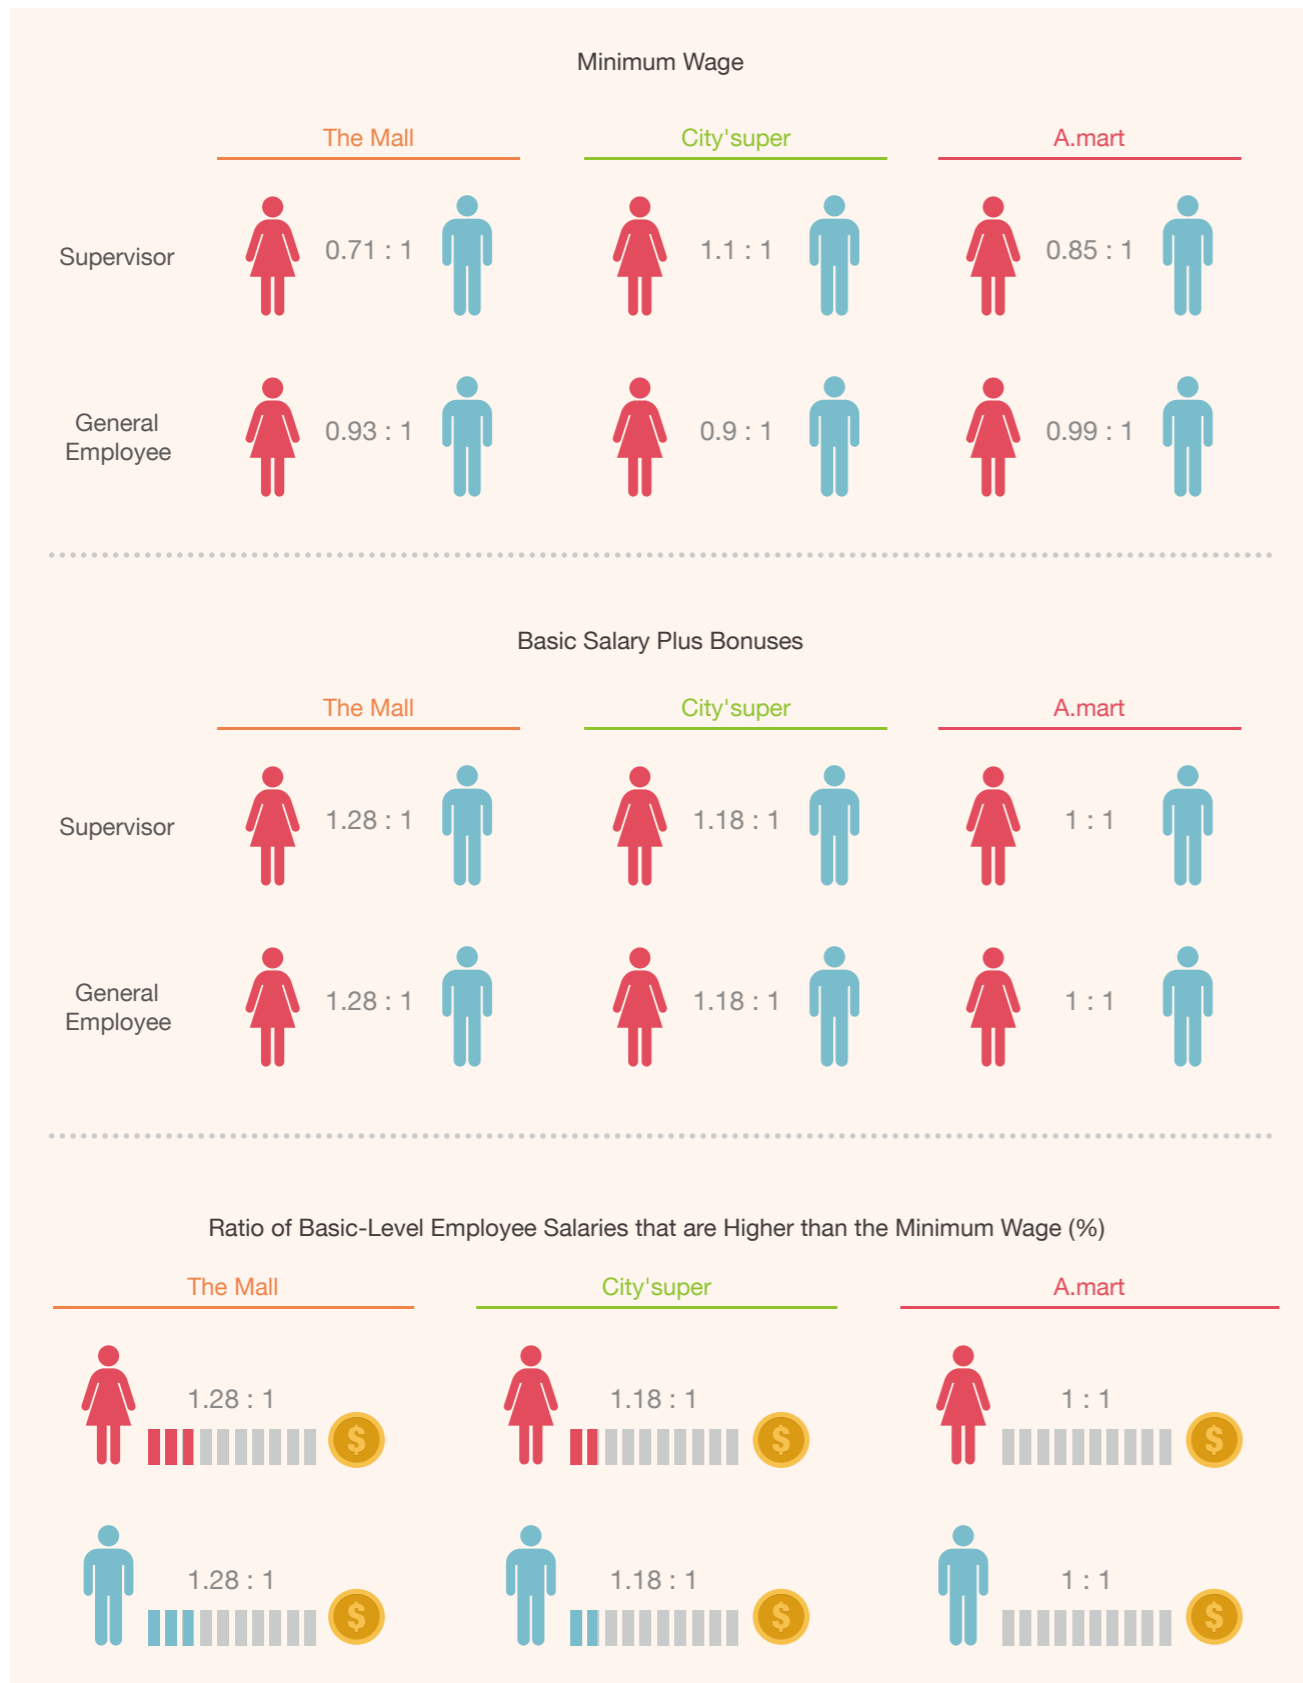 Minimum Wage
The Mall
City'super
A.mart
Supervisor
0.71 : 1
1.1 : 1
0.85 : 1
General
Employee
0.93 : 1
0.9 : 1
0.99 : 1
Basic Salary Plus Bonuses
The Mall
City'super
A.mart
Supervisor
1.28 : 1
1.18 : 1
1 : 1
General
Employee
1.28 : 1
1.18 : 1
1 : 1
Ratio of Basic-Level Employee Salaries that are Higher than the Minimum Wage (%)
The Mall
City'super
A.mart
1.28 : 1
$
1.18 : 1
$
1 : 1
$
1.28 : 1
$
1.18 : 1
$
1 : 1
$